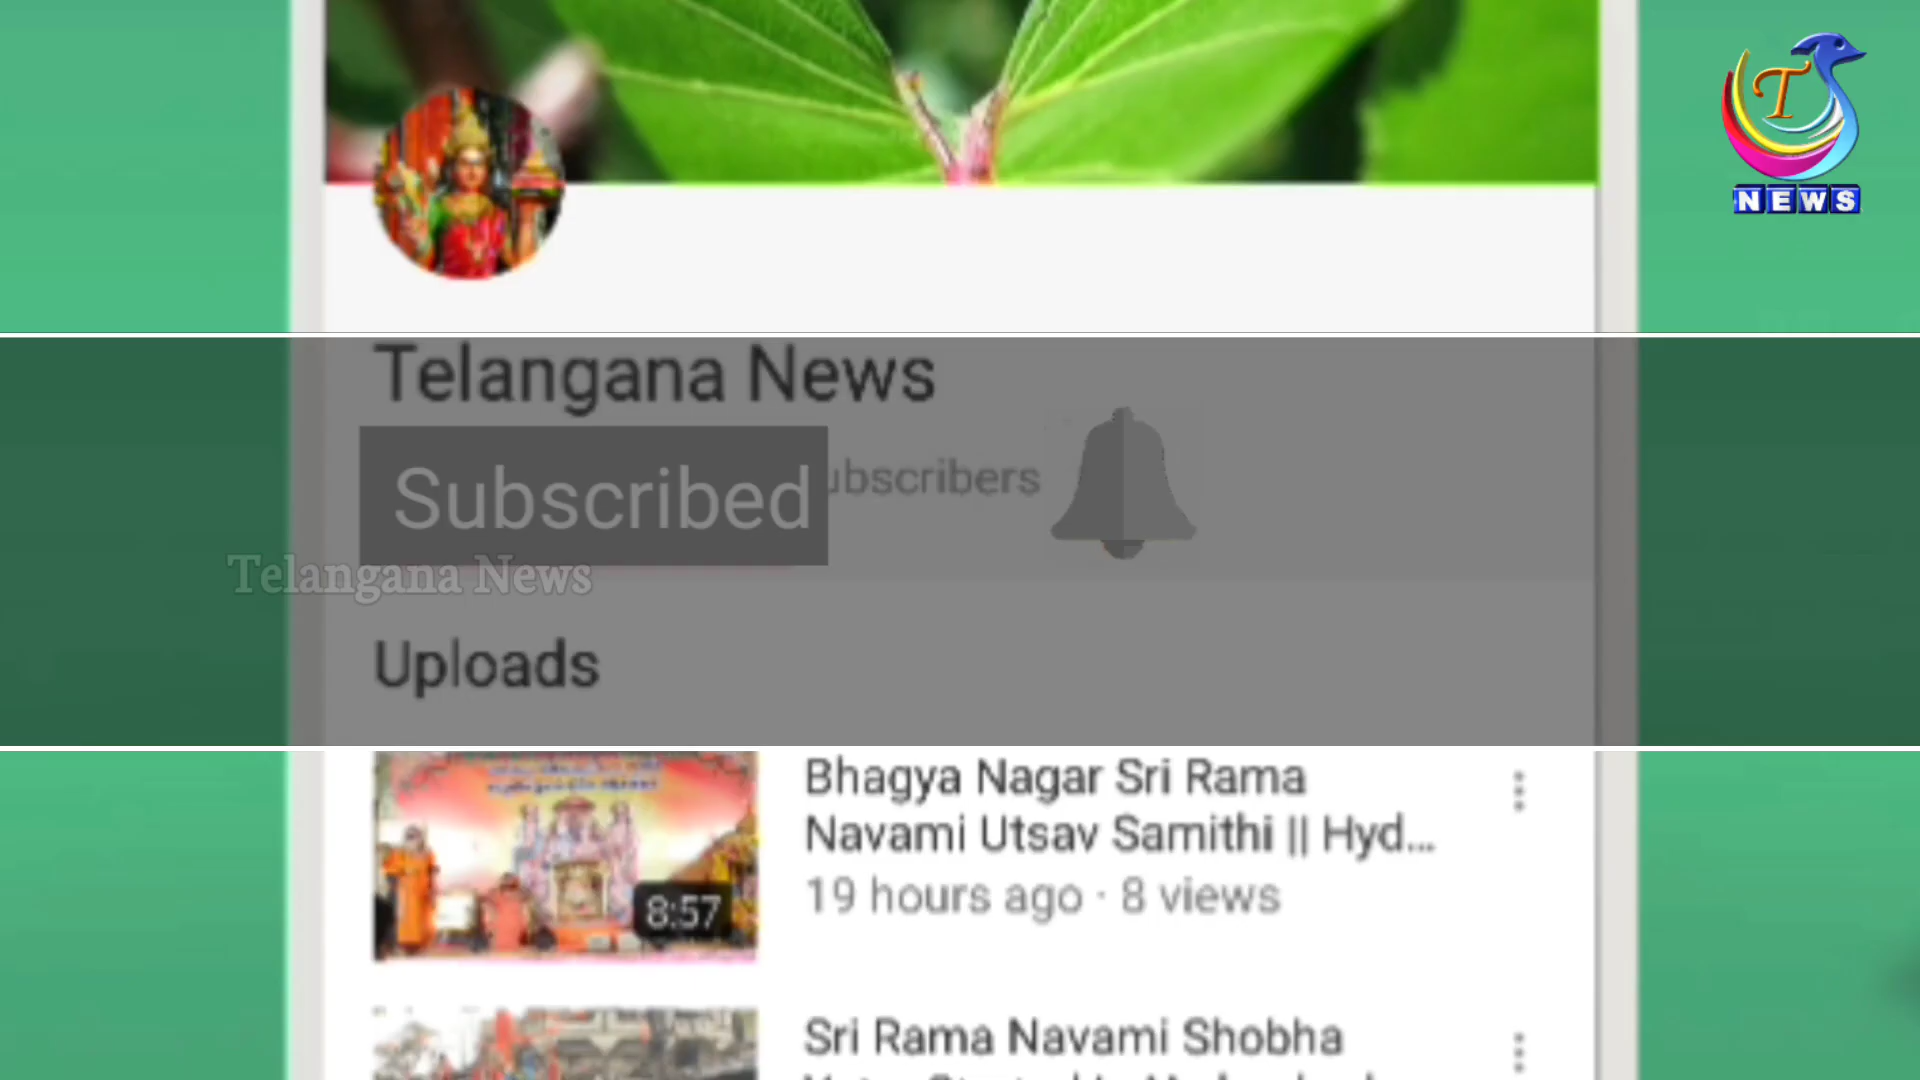 T
NEWS
Telangana News
Subscribed
ubscribers
Telangana News
Uploads
Bhagya Nagar Sri Rama
Navami Utsav Samithi || Hyd...
19 hours ago · 8 views
8:57
Sri Rama Navami Shobha